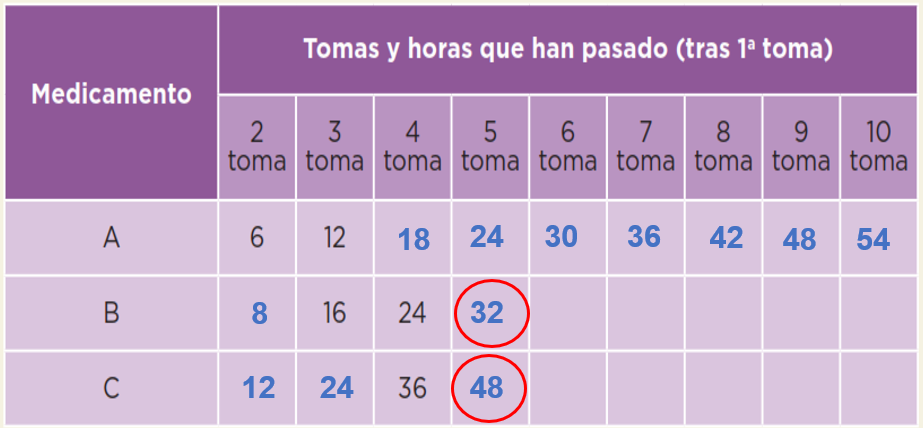 Tomas y horas que han pasado (tras 1ª toma)
Medicamento
2 toma 3 toma 4 toma 5 toma 6 toma 7 toma 8 toma 9 toma 10 toma
A 6 12 18 24 30 36 42 48 54
B 8 16 24 32
C 12 24 36 48